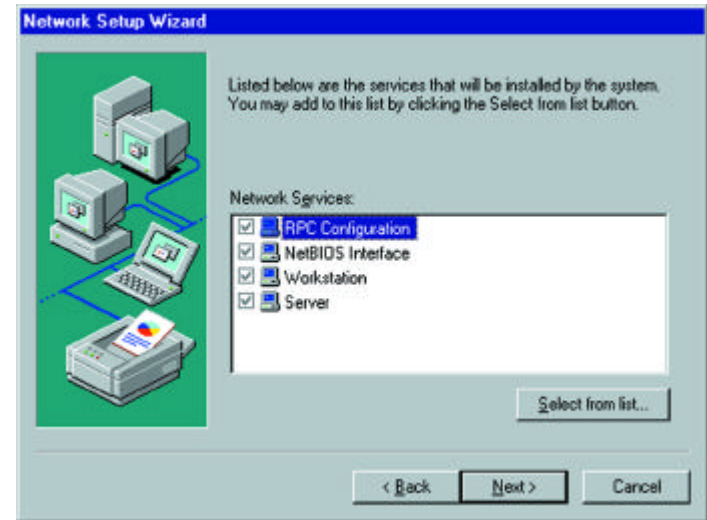 Network Setup Wizard
Listed below are the services that will be installed by the system.
You may add to this list by clicking the Select from list button.
Network Services:
RPC Configuration
NetBIOS Interface
Workstation
Server
Select from list...
< Back
Next >
Cancel